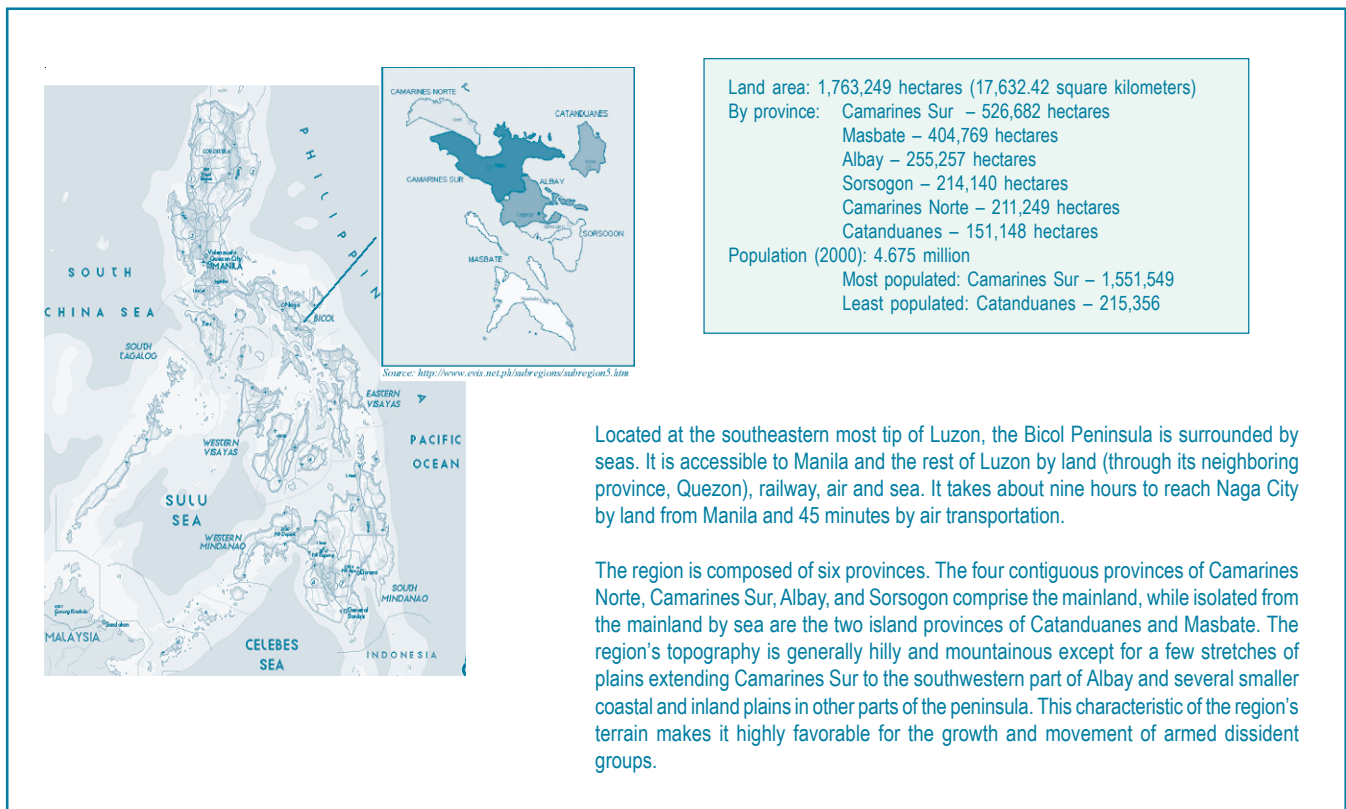 PHILIPPIN
SOUTH
CHINA SEA
CORDILLERA
Valenzuela
Quezon City
MANILA
Naga
BICOL
SOUTH
TAGALOG
EASTERN
VISAYAS
A
WESTERN
VISAYAS
PACIFIC
OCEAN
SULU
SEA
WESTERN
MINDANAO
Davao
General
Santos
SOUTH
MINDANAO
Sandakan
MALAYSIA
CELEBES
SEA
INDONESIA
CAMARINES NORTE
CATANDUANES
CAMARINES SUR
ALBAY
SORSOGON
MASBATE
Source: http://www.evis.net.ph/subregions/subregion5.htm
Land area: 1,763,249 hectares (17,632.42 square kilometers)
By province: Camarines Sur – 526,682 hectares
Masbate – 404,769 hectares
Albay – 255,257 hectares
Sorsogon – 214,140 hectares
Camarines Norte – 211,249 hectares
Catanduanes – 151,148 hectares
Population (2000): 4.675 million
Most populated: Camarines Sur – 1,551,549
Least populated: Catanduanes – 215,356
Located at the southeastern most tip of Luzon, the Bicol Peninsula is surrounded by
seas. It is accessible to Manila and the rest of Luzon by land (through its neighboring
province, Quezon), railway, air and sea. It takes about nine hours to reach Naga City
by land from Manila and 45 minutes by air transportation.
The region is composed of six provinces. The four contiguous provinces of Camarines
Norte, Camarines Sur, Albay, and Sorsogon comprise the mainland, while isolated from
the mainland by sea are the two island provinces of Catanduanes and Masbate. The
region's topography is generally hilly and mountainous except for a few stretches of
plains extending Camarines Sur to the southwestern part of Albay and several smaller
coastal and inland plains in other parts of the peninsula. This characteristic of the region's
terrain makes it highly favorable for the growth and movement of armed dissident
groups.